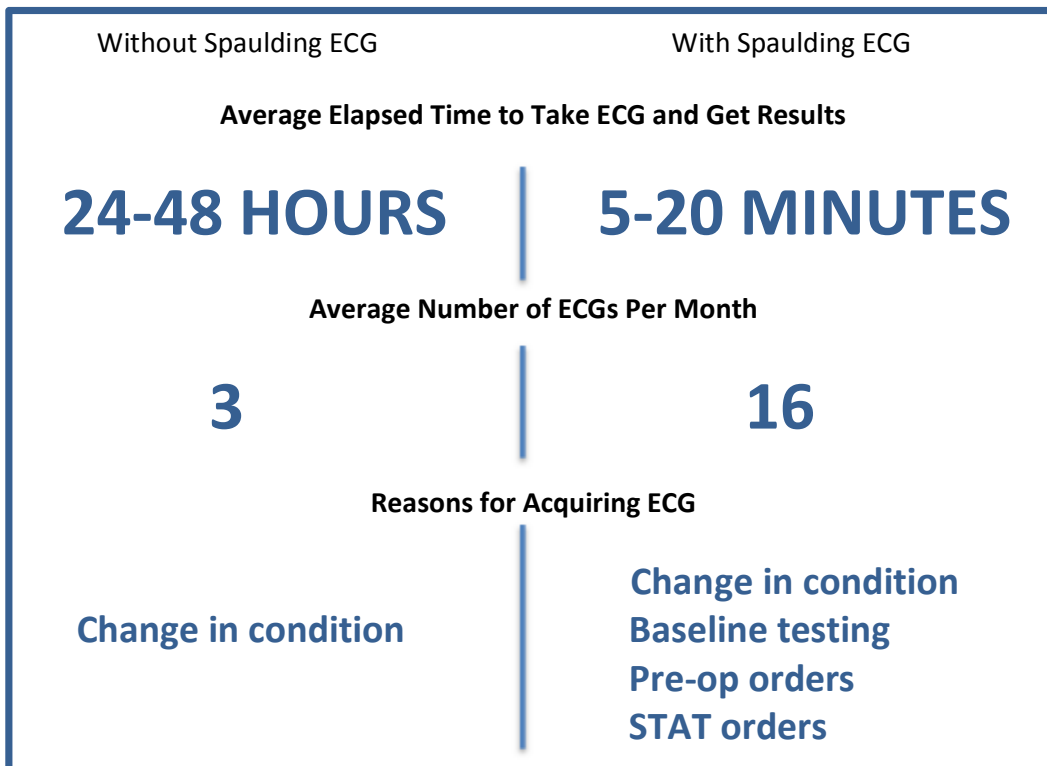 Without Spaulding ECG
With Spaulding ECG
Average Elapsed Time to Take ECG and Get Results
24-48 HOURS
5-20 MINUTES
Average Number of ECGs Per Month
3
16
Reasons for Acquiring ECG
Change in condition
Change in condition
Baseline testing
Pre-op orders
STAT orders